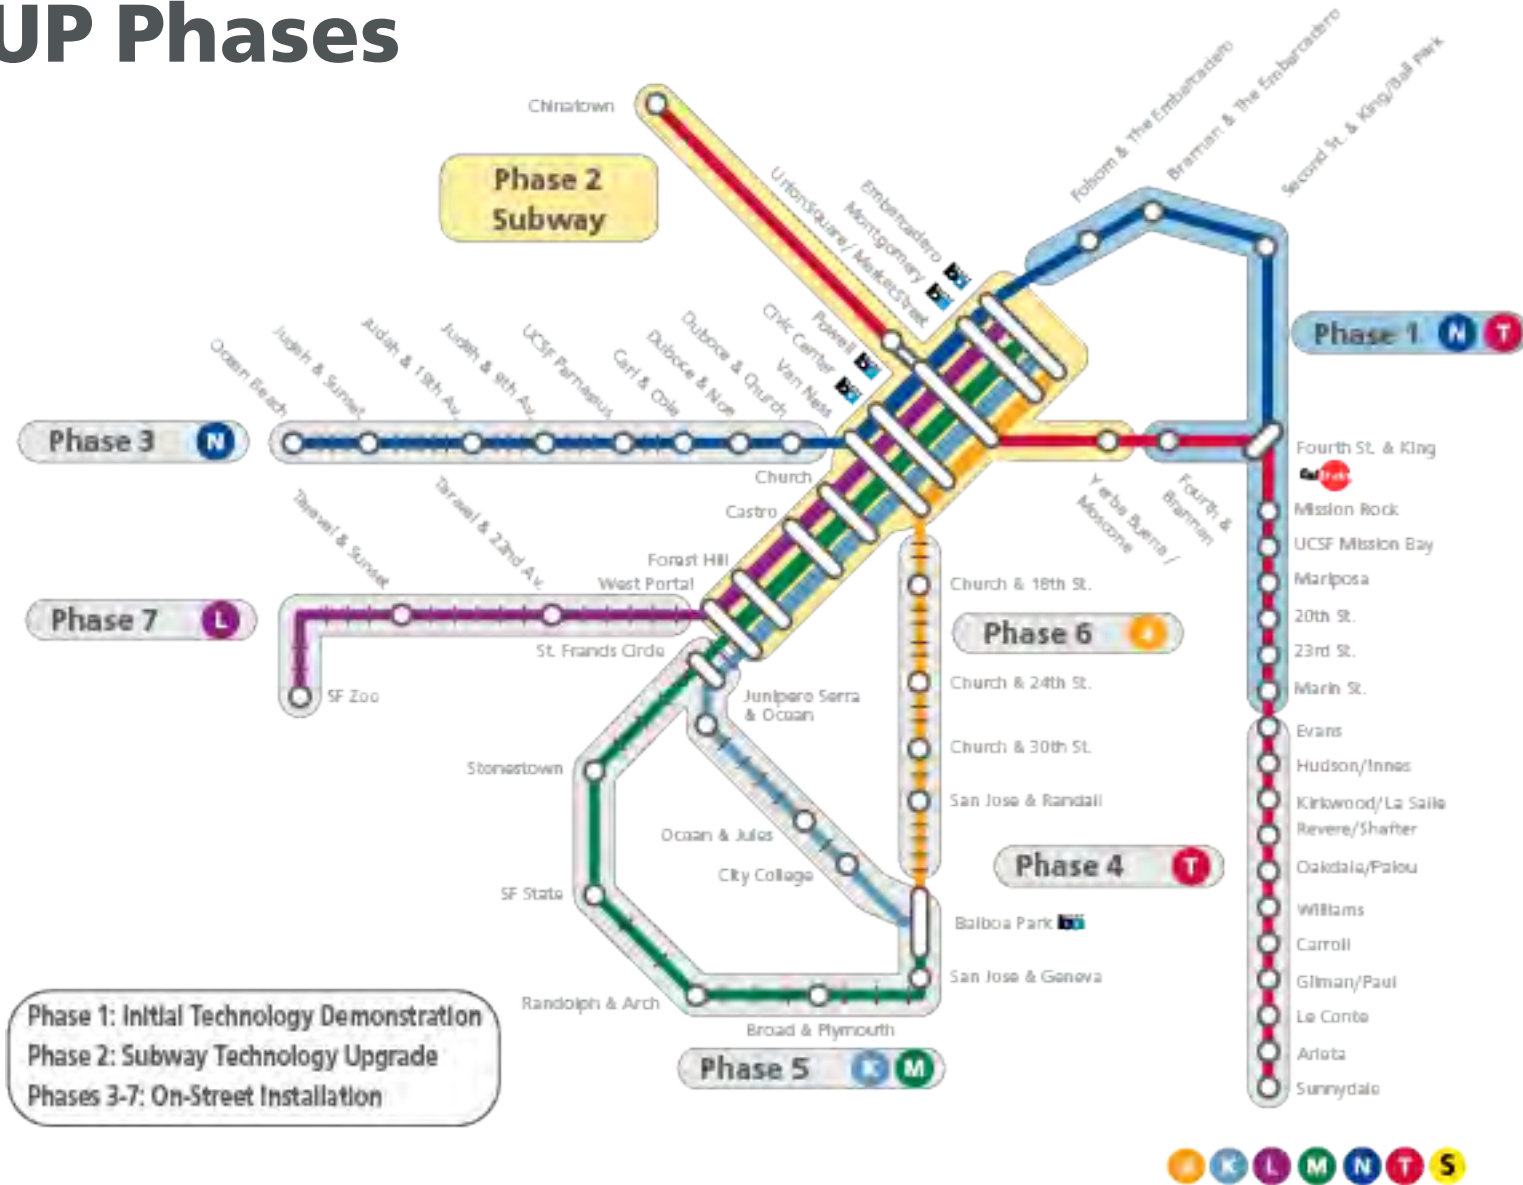 UP Phases
Chinatown
Phase 2
Subway
Union Square/ Market Street
Embarcadero
Montgomery
Powell
Civic Center
Van Ness
Folsom & The Embarcadero
Brannan & The Embarcadero
Second St. & King/Ball Park
Phase 1 N T
Ocean Beach
Judah & Sunset
Judah & 19th Av.
Judah & 9th Av.
UCSF Parnassus
Carl & Cole
Duboce & Noe
Duboce & Church
Phase 3 N
Church
Castro
Forest Hill
West Portal
Taraval & Sunset
Taraval & 22nd Av.
Phase 7 L
SF Zoo
St. Francis Circle
Yerba Buena /
Moscone
Fourth &
Brannan
Fourth St. & King
Mission Rock
UCSF Mission Bay
Mariposa
20th St.
23rd St.
Marin St.
Evans
Hudson/Innes
Kirkwood/La Salle
Revere/Shafter
Oakdale/Palou
Williams
Carroll
Gilman/Paul
Le Conte
Arleta
Sunnydale
Church & 18th St.
Phase 6 J
Church & 24th St.
Church & 30th St.
San Jose & Randall
Phase 4 T
Junipero Serra
& Ocean
Stonestown
Ocean & Jules
City College
SF State
Balboa Park
San Jose & Geneva
Randolph & Arch
Broad & Plymouth
Phase 5 K M
Phase 1: Initial Technology Demonstration
Phase 2: Subway Technology Upgrade
Phases 3-7: On-Street Installation
J K L M N T S